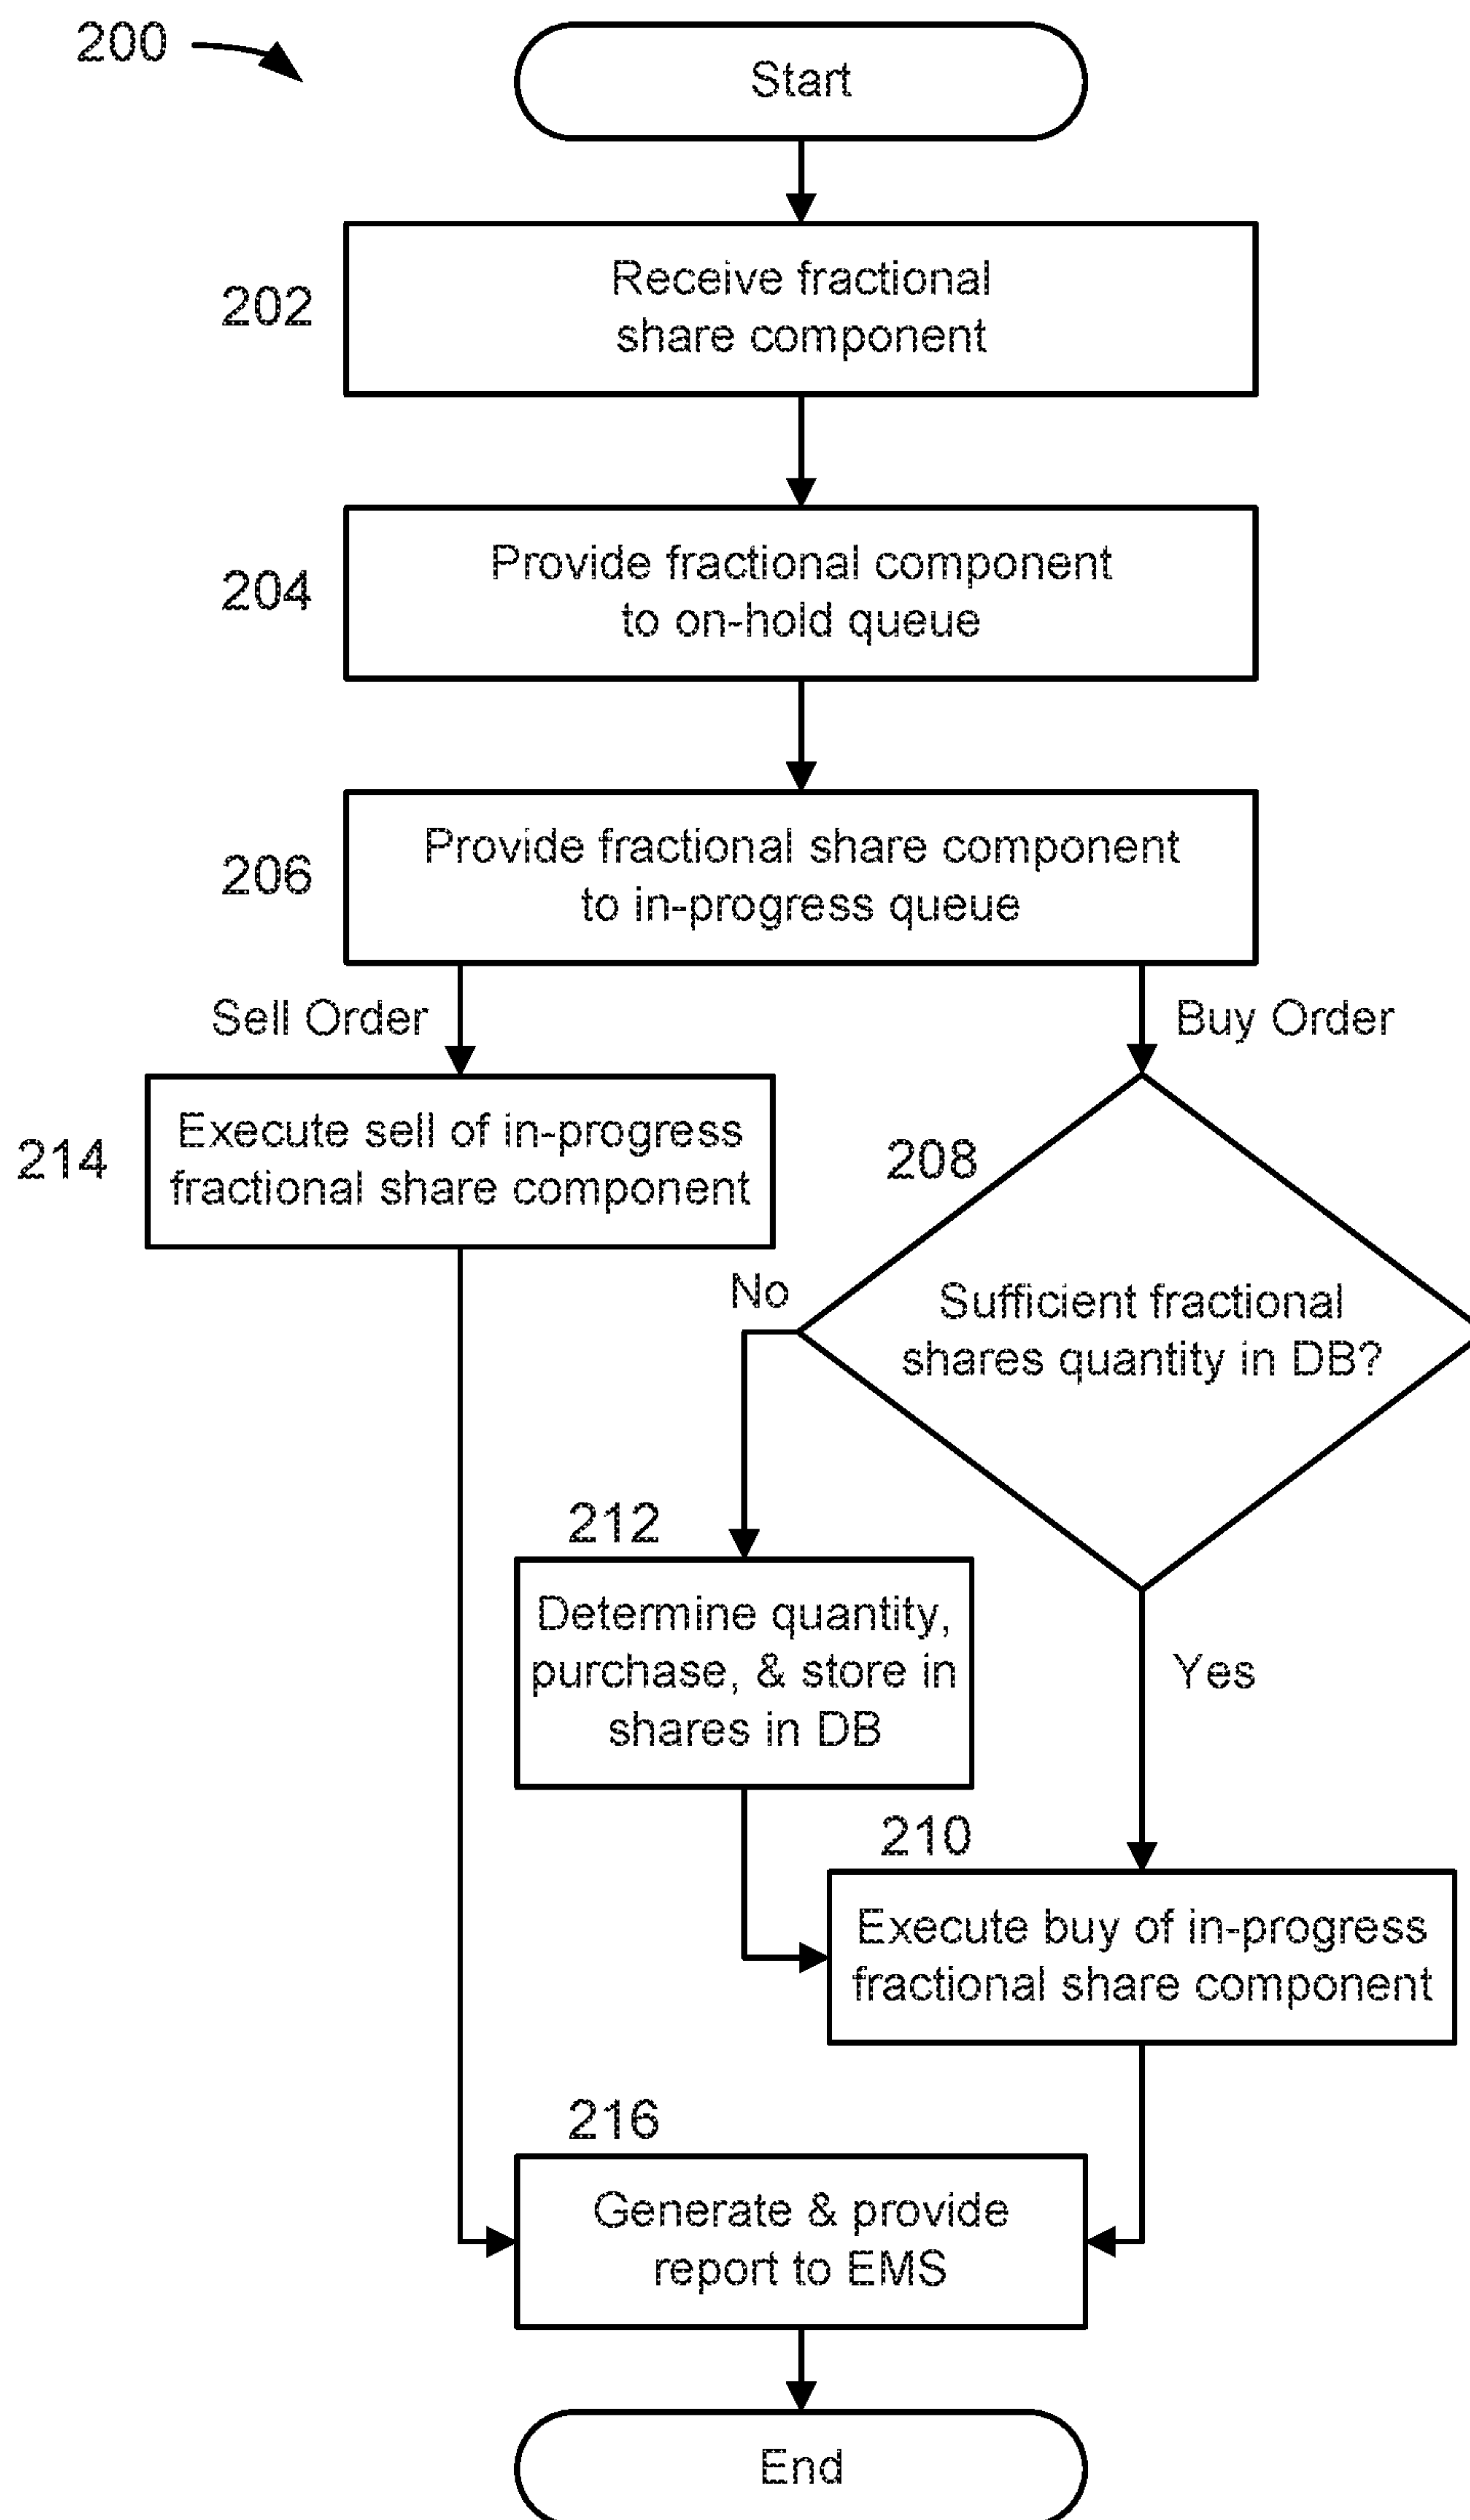 200
Start
202
Receive fractional
share component
204
Provide fractional component
to on-hold queue
206
Provide fractional share component
to in-progress queue
Sell Order
Buy Order
214
Execute sell of in-progress
fractional share component
208
No
Sufficient fractional
shares quantity in DB?
212
Determine quantity,
purchase, & store in
shares in DB
Yes
210
Execute buy of in-progress
fractional share component
216
Generate & provide
report to EMS
End